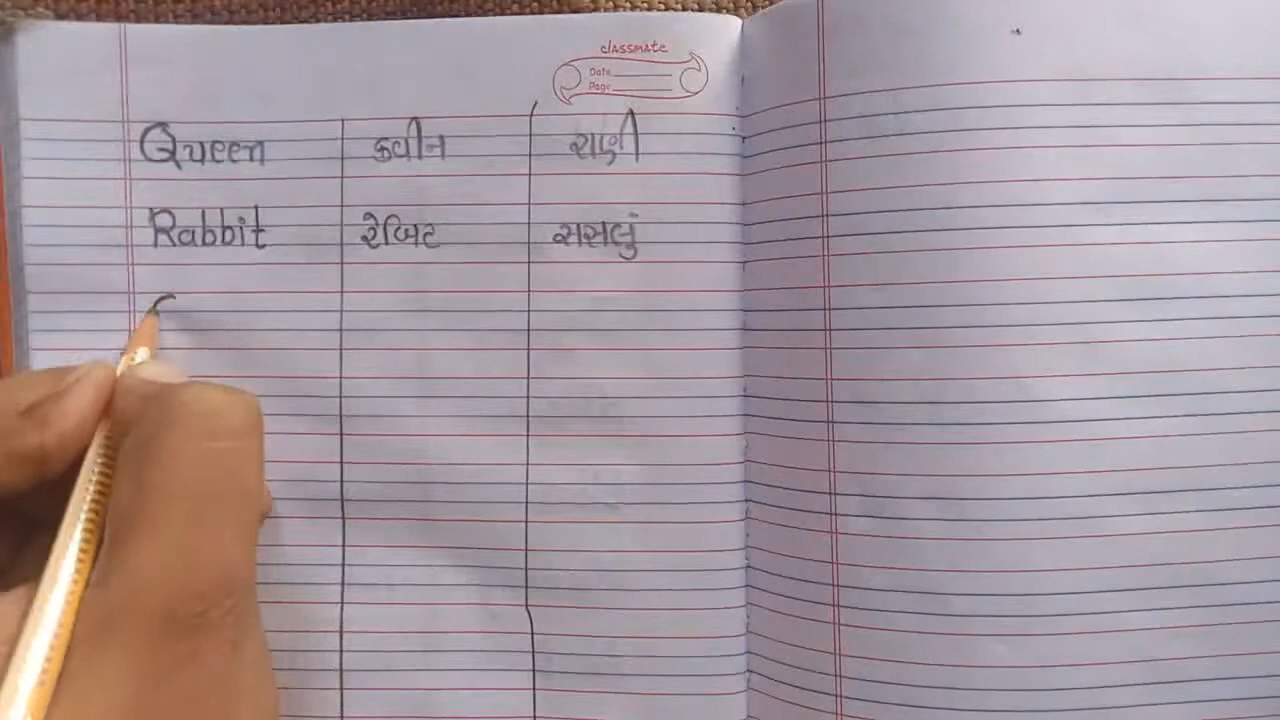 classmate
Date
Page
Queen ક્વીન રાણી
Rabbit રેબિટ સસલું